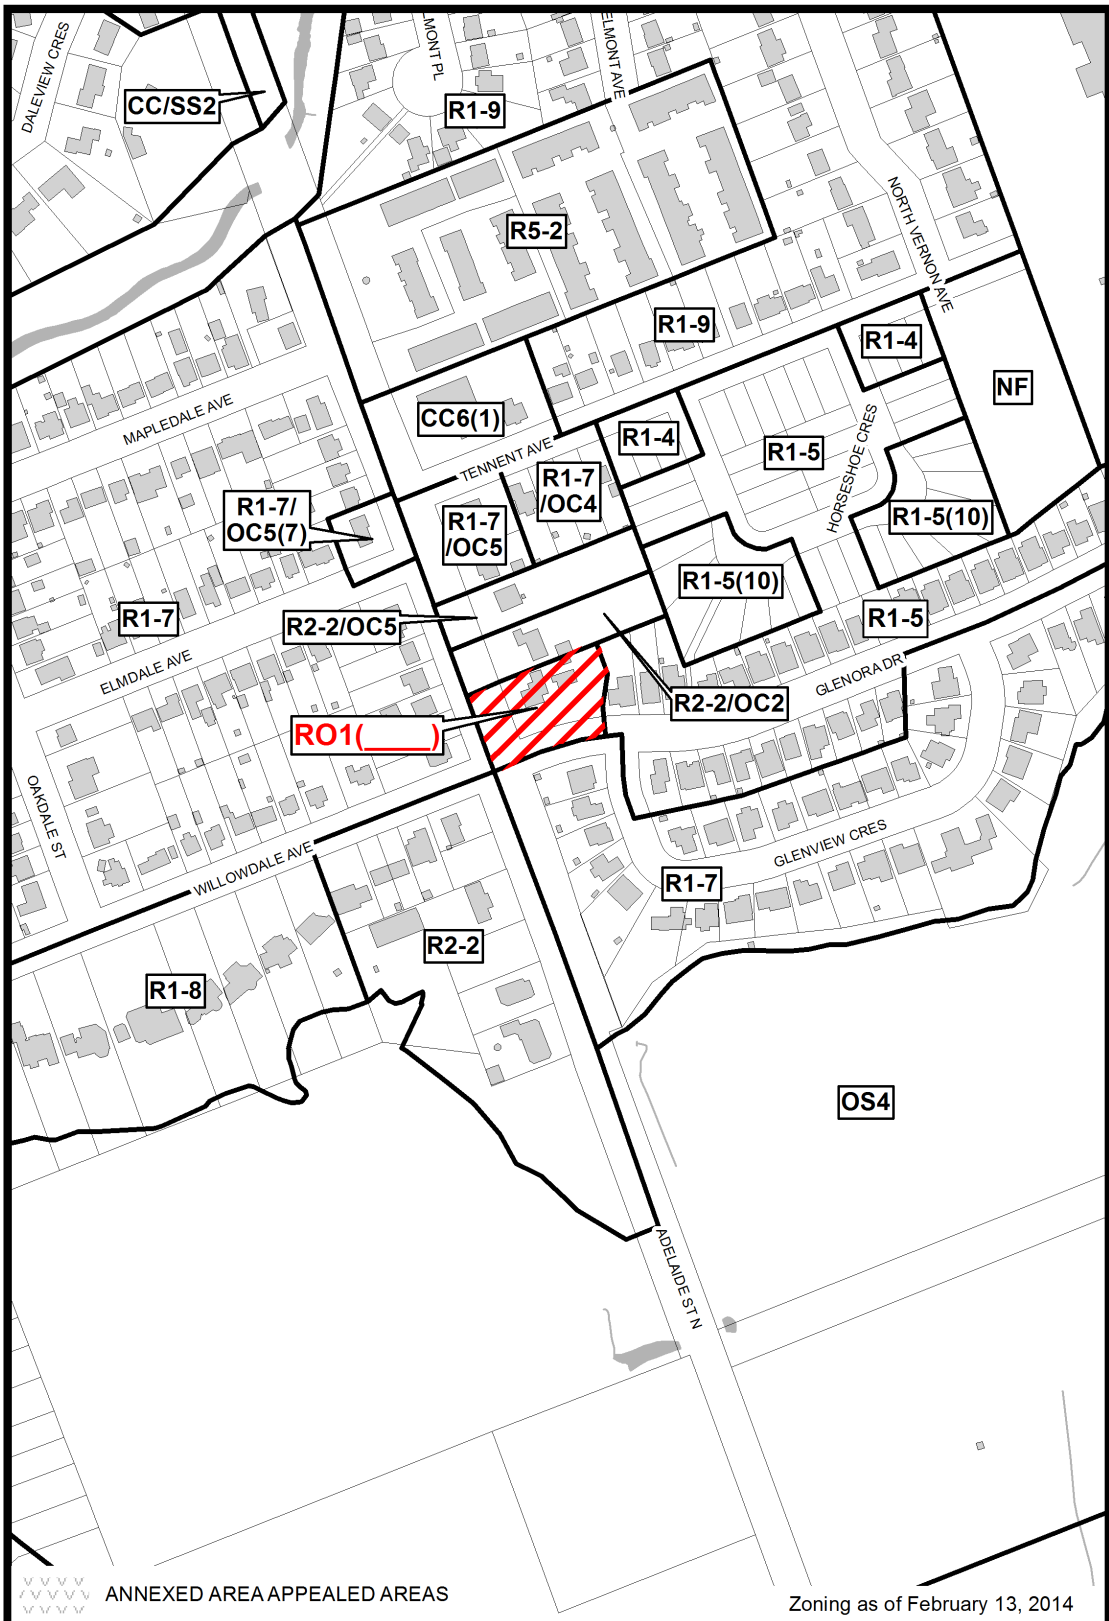 DALEVIEW CRES
CC/SS2
LMONT PL
R1-9
ELMONT AVE
NORTH VERNON AVE
R5-2
R1-9
R1-4
NF
MAPLEDALE AVE
CC6(1)
TENNENT AVE
R1-4
R1-5
HORSESHOE CRES
R1-7/
OC5(7)
R1-7
/OC5
R1-7
/OC4
R1-5(10)
R1-5(10)
R1-7
R2-2/OC5
R1-5
ELMDALE AVE
GLENORA DR
R2-2/OC2
RO1(____)
OAKDALE ST
WILLOWDALE AVE
GLENVIEW CRES
R1-7
R2-2
R1-8
OS4
ADELAIDE ST N
ANNEXED AREA APPEALED AREAS
Zoning as of February 13, 2014